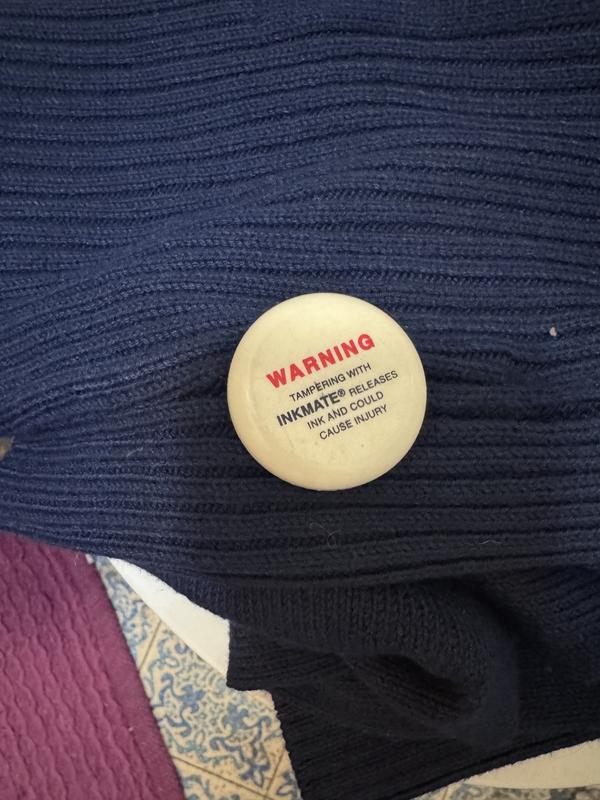 WARNING
TAMPERING WITH
INKMATE® RELEASES
INK AND COULD
CAUSE INJURY